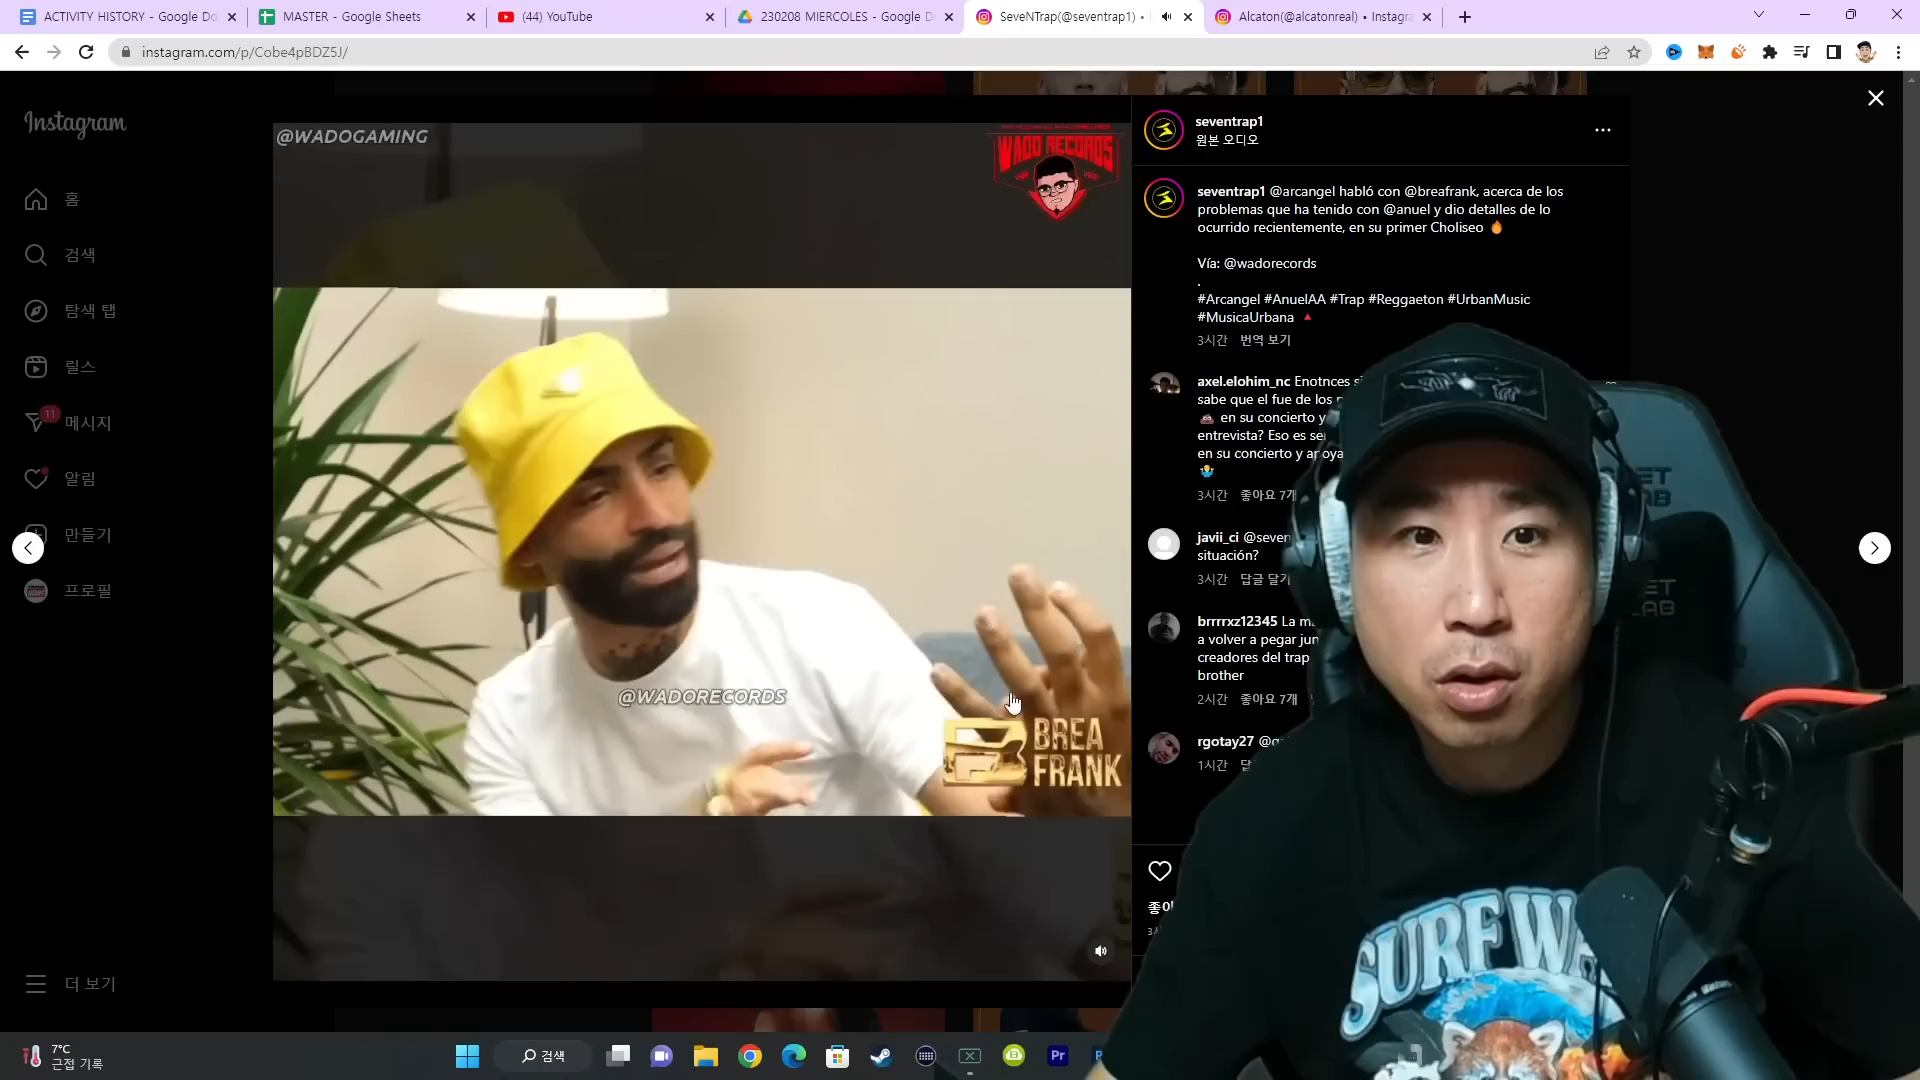 ACTIVITY HISTORY - Google Do
MASTER - Google Sheets
(44) YouTube
230208 MIERCOLES - Google D
SeveNTrap(@seventrap1) •
Alcaton(@alcatonreal) • Instagra
instagram.com/p/Cobe4pBDZ5J/
Instagram
홈
검색
탐색 탭
릴스
11
메시지
알림
만들기
프로필
더 보기
@WADOGAMING
WADO RECORDS
@WADORECORDS
BREA
FRANK
seventrap1
원본 오디오
seventrap1 @arcangel habló con @breafrank, acerca de los
problemas que ha tenido con @anuel y dio detalles de lo
ocurrido recientemente, en su primer Choliseo 🔥
Vía: @wadorecords
.
#Arcangel #AnuelAA #Trap #Reggaeton #UrbanMusic
#MusicaUrbana 🔺
3시간 번역 보기
axel.elohim_nc Enotnces
sabe que el fue de los
💩 en su concierto y
entrevista? Eso es
en su concierto y apoya
🤷‍♂️
3시간 좋아요 7개
javii_ci
situación?
3시간 답글 달기
brrrrxz12345 La
a volver a pegar
creadores del trap
brother
2시간 좋아요 7개
rgotay27
1시간
SURF
7°C
근접 기록
검색
Pr